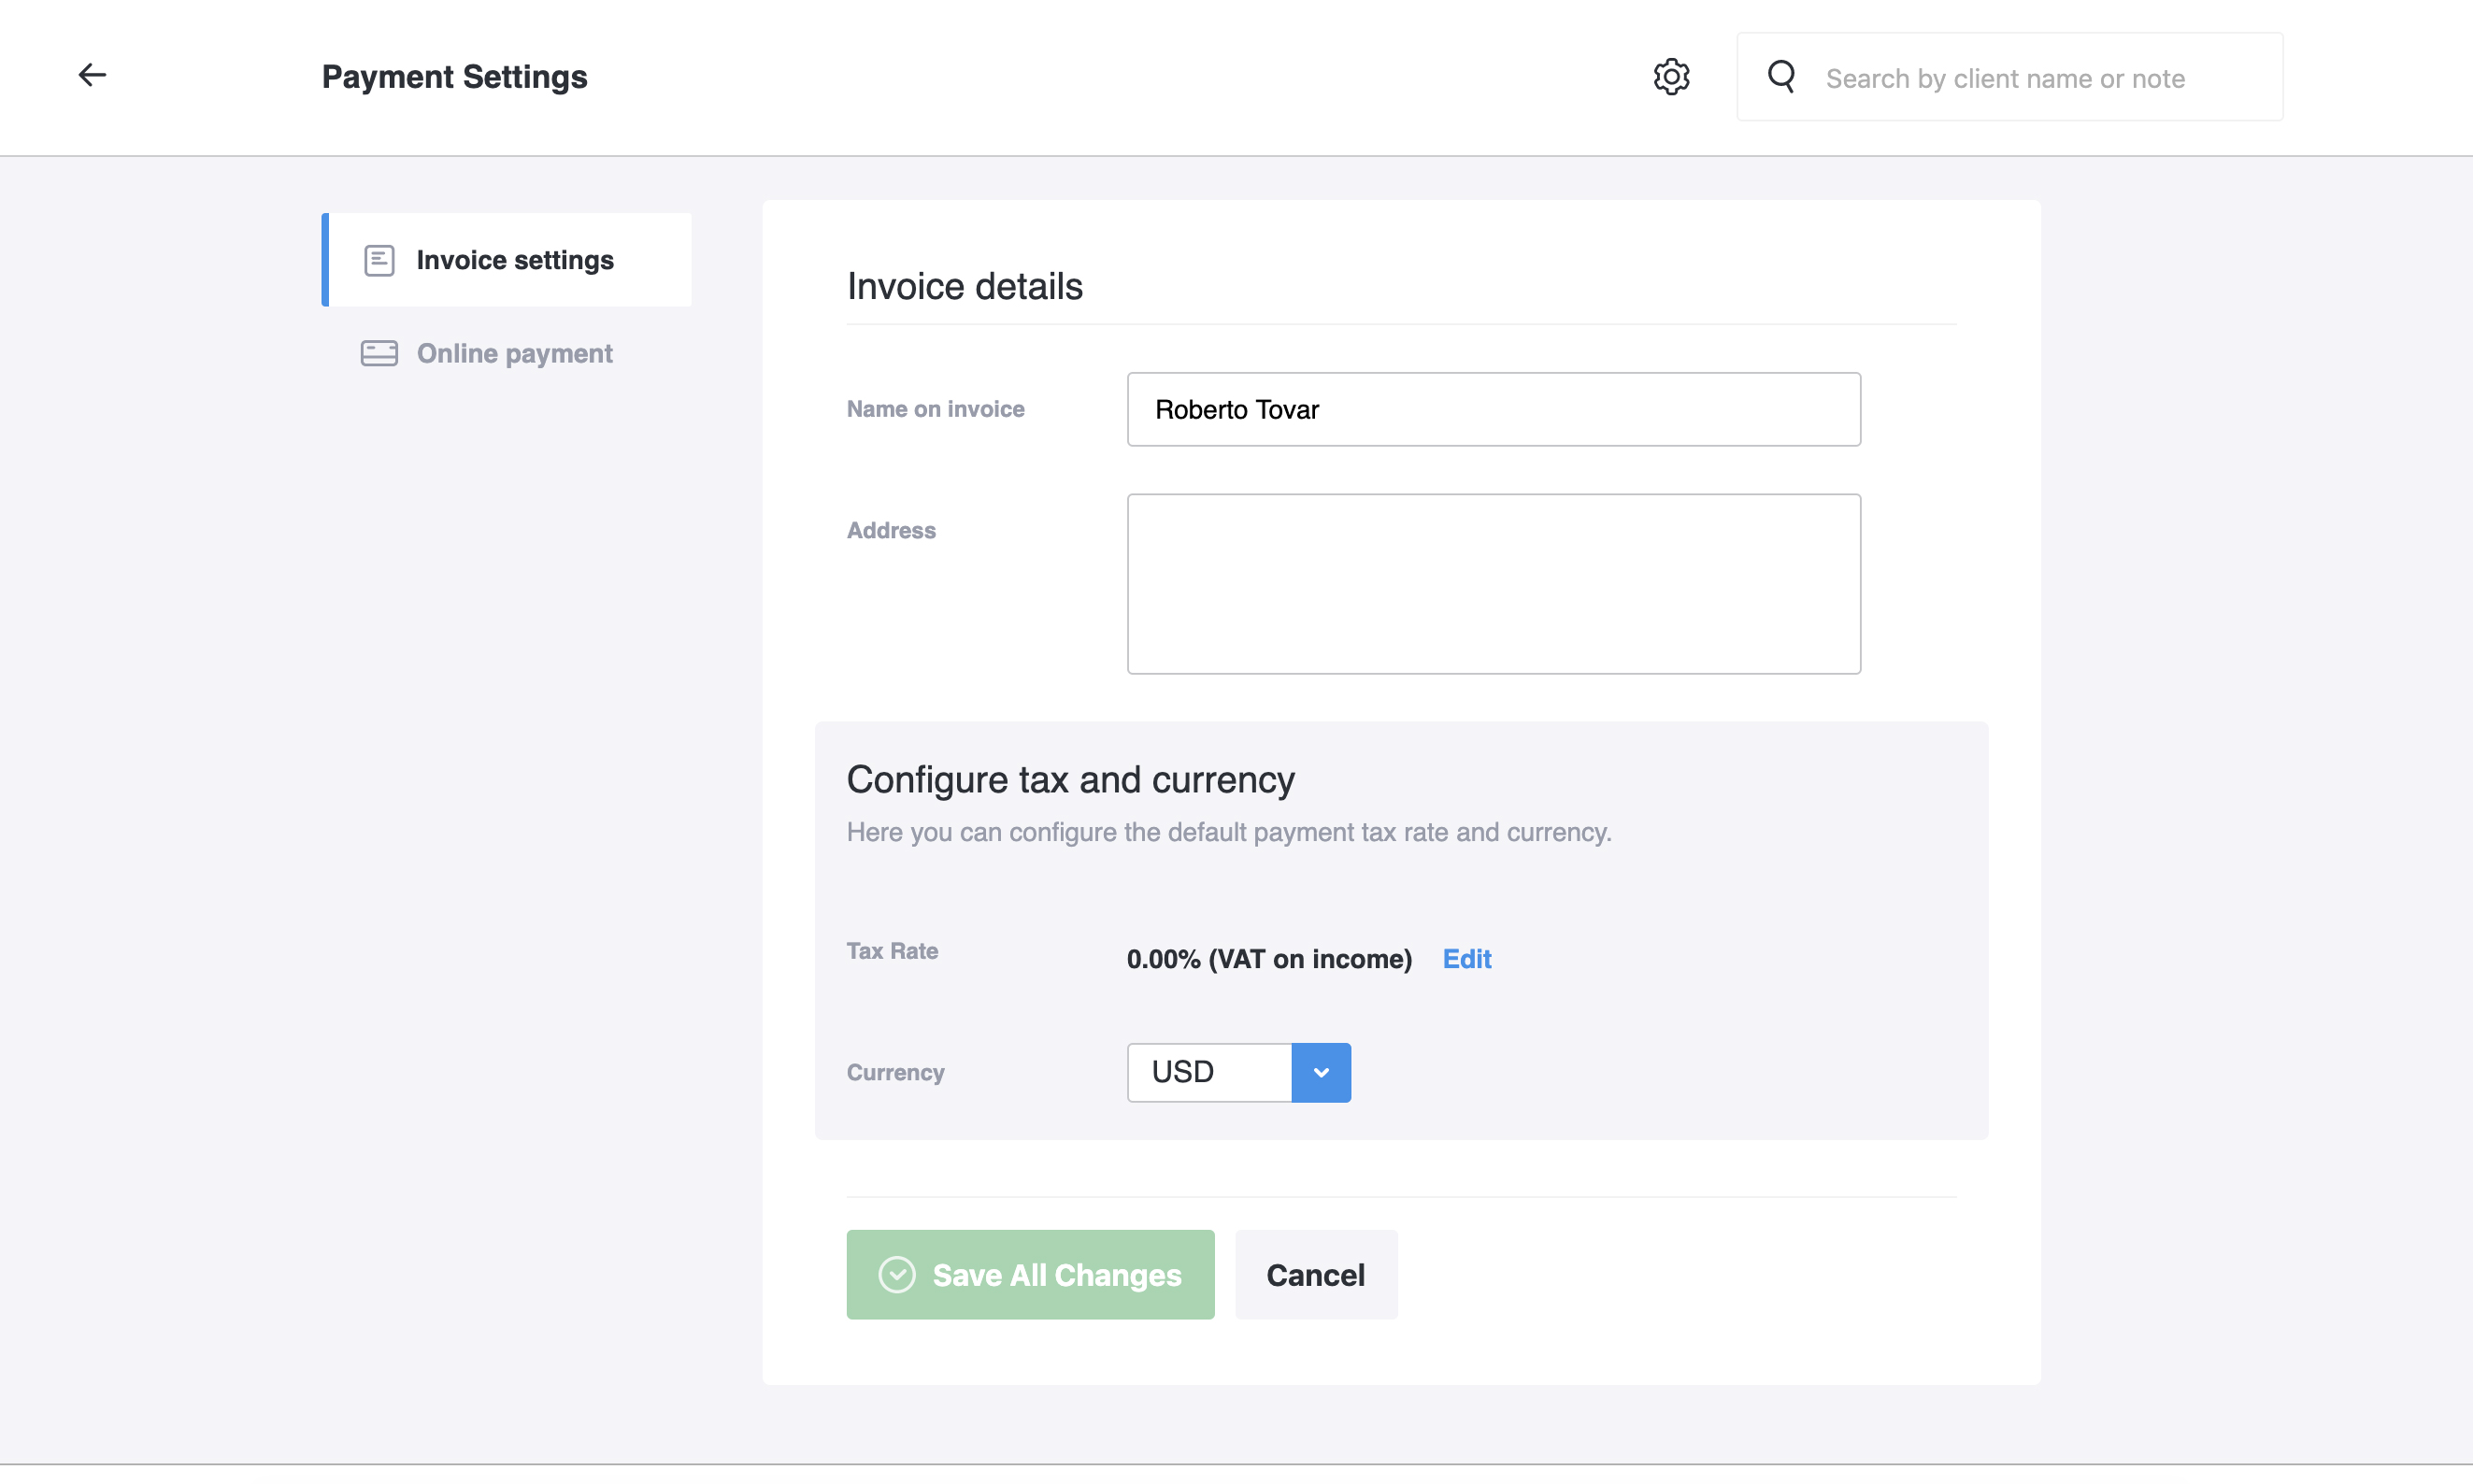 Payment Settings
Search by client name or note
Invoice settings
Online payment
Invoice details
Name on invoice
Roberto Tovar
Address
Configure tax and currency
Here you can configure the default payment tax rate and currency.
Tax Rate
0.00% (VAT on income) Edit
Currency
USD
Save All Changes
Cancel